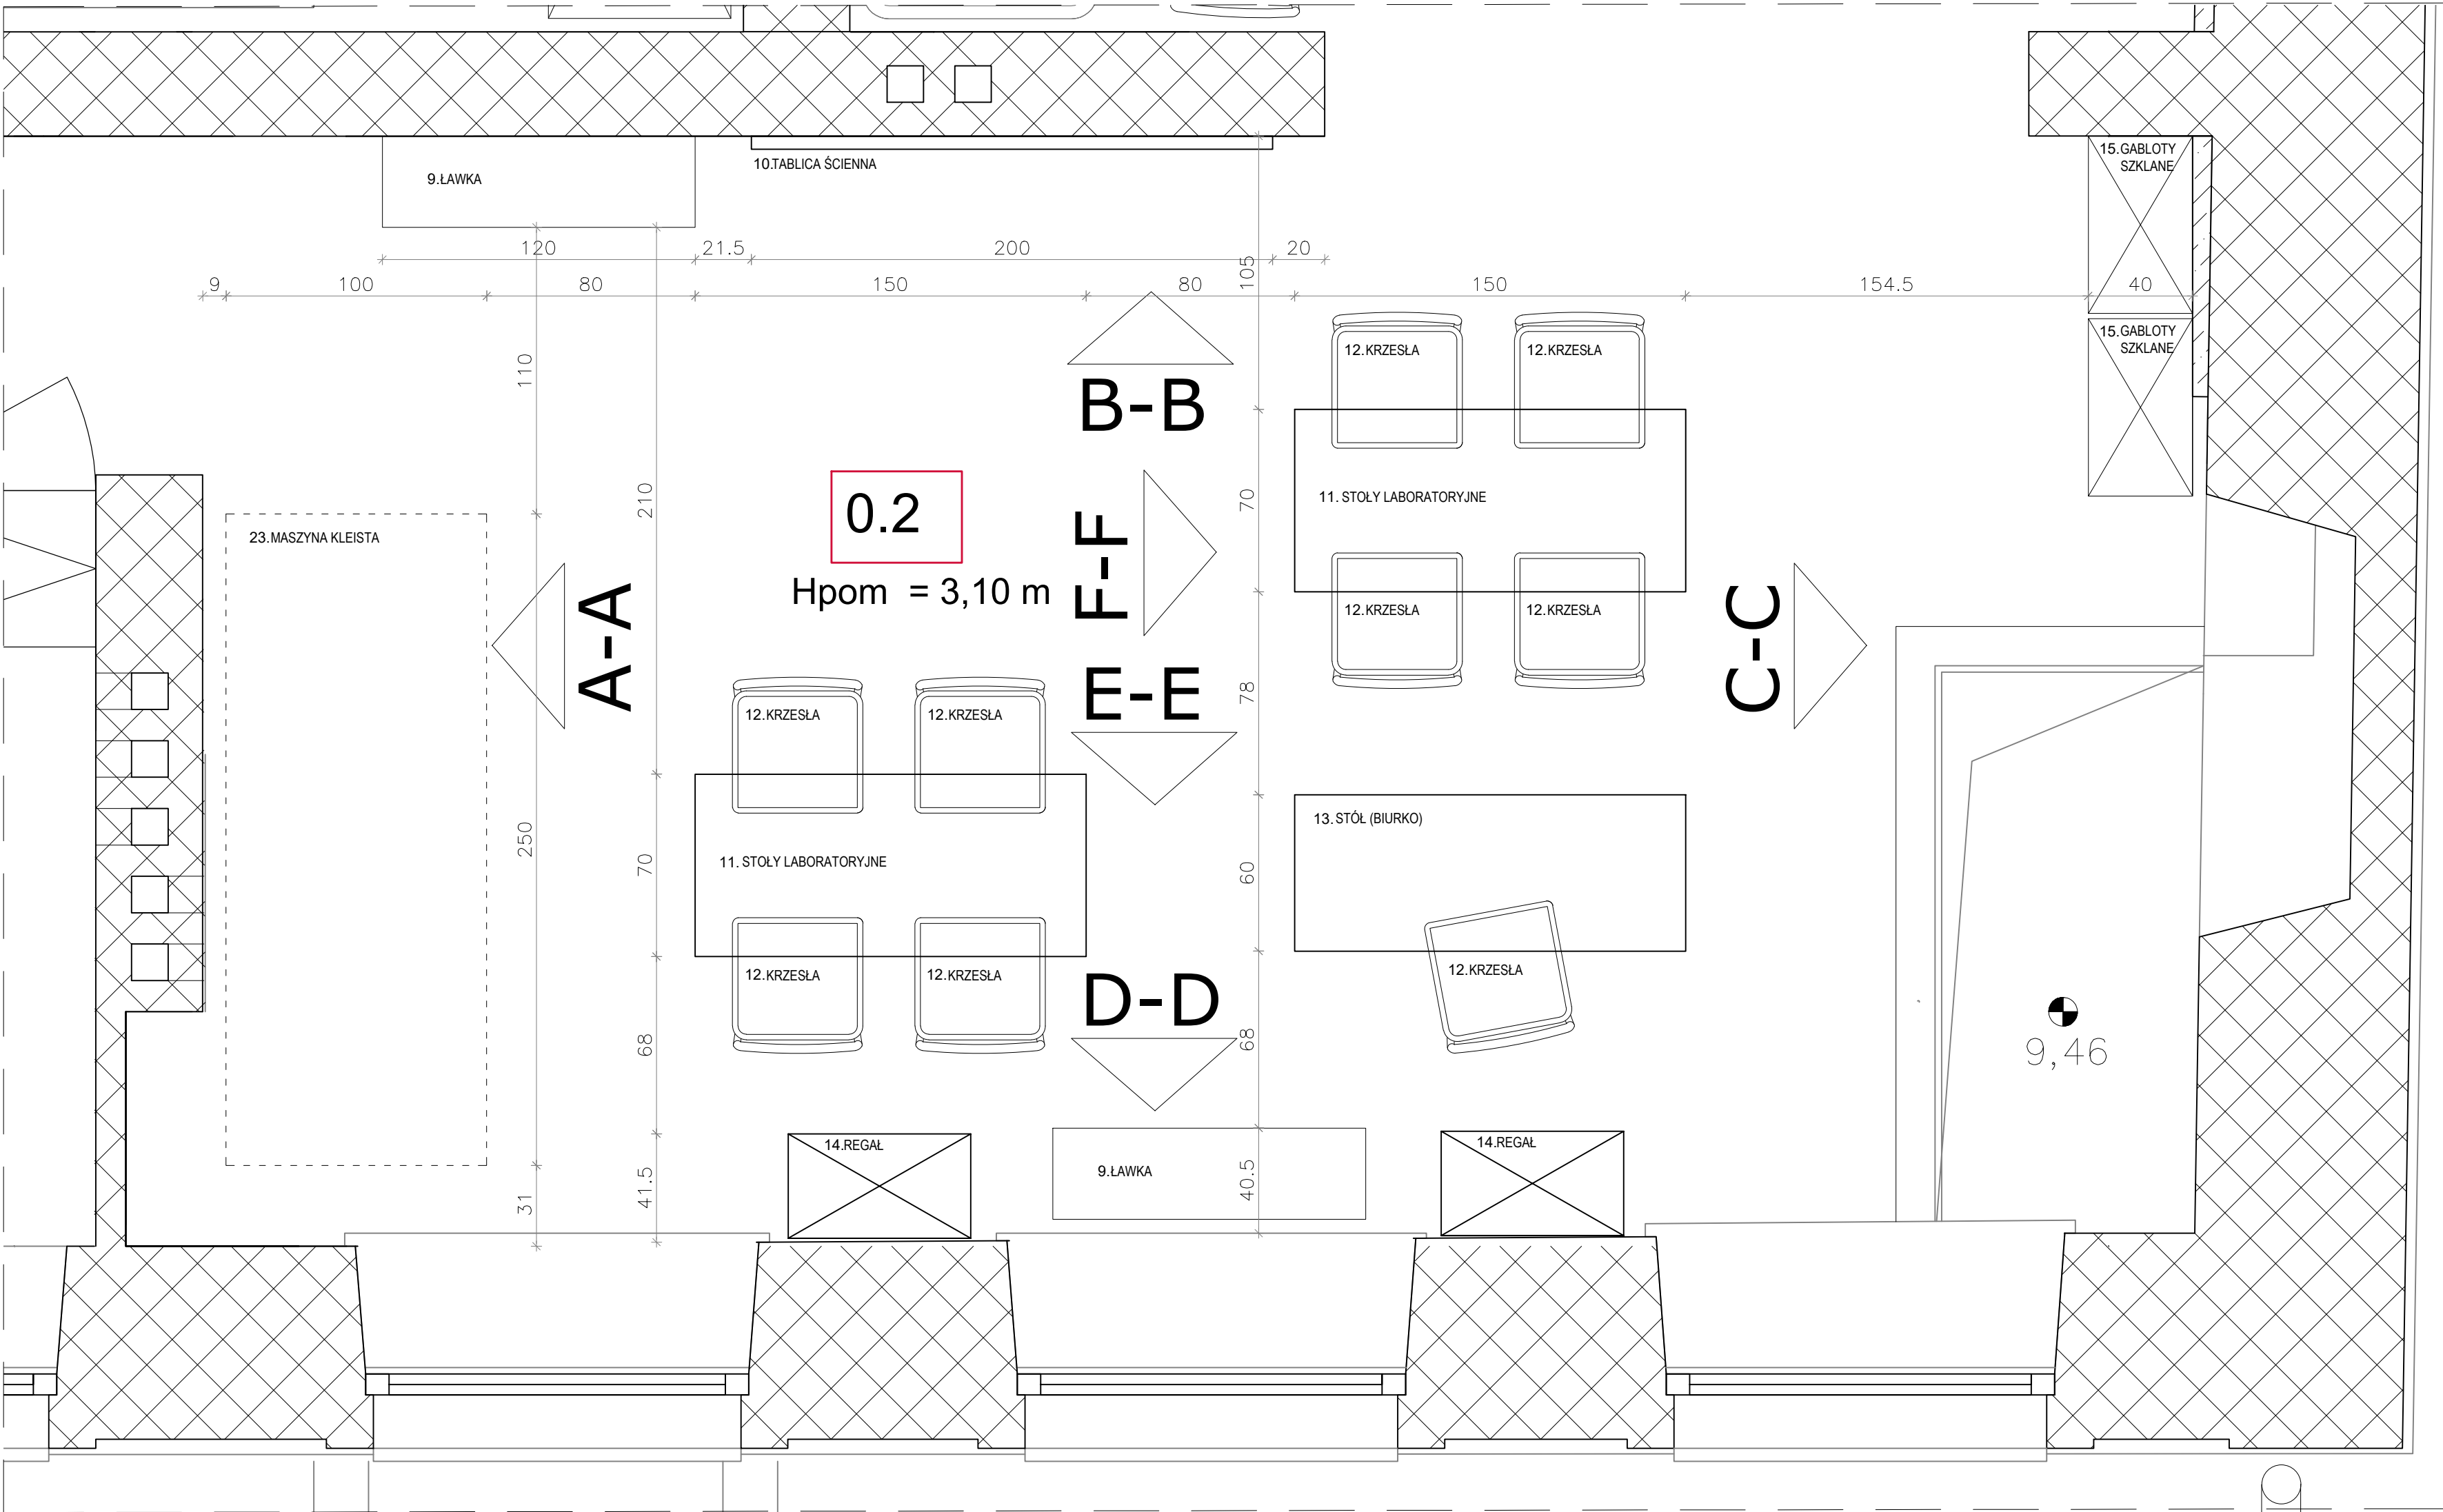 10.TABLICA ŚCIENNA
9.ŁAWKA
15.GABLOTY
SZKLANE
120
21.5
200
20
9
100
80
150
80
105
150
154.5
40
15.GABLOTY
SZKLANE
12.KRZESŁA
12.KRZESŁA
110
B-B
210
70
0.2
11. STOŁY LABORATORYJNE
23.MASZYNA KLEISTA
Hpom = 3,10 m
F-F
12.KRZESŁA
12.KRZESŁA
A-A
C-C
E-E
78
12.KRZESŁA
12.KRZESŁA
13.STÓŁ (BIURKO)
250
70
11. STOŁY LABORATORYJNE
60
12.KRZESŁA
12.KRZESŁA
12.KRZESŁA
D-D
68
68
9,46
14.REGAŁ
14.REGAŁ
9.ŁAWKA
31
41.5
40.5